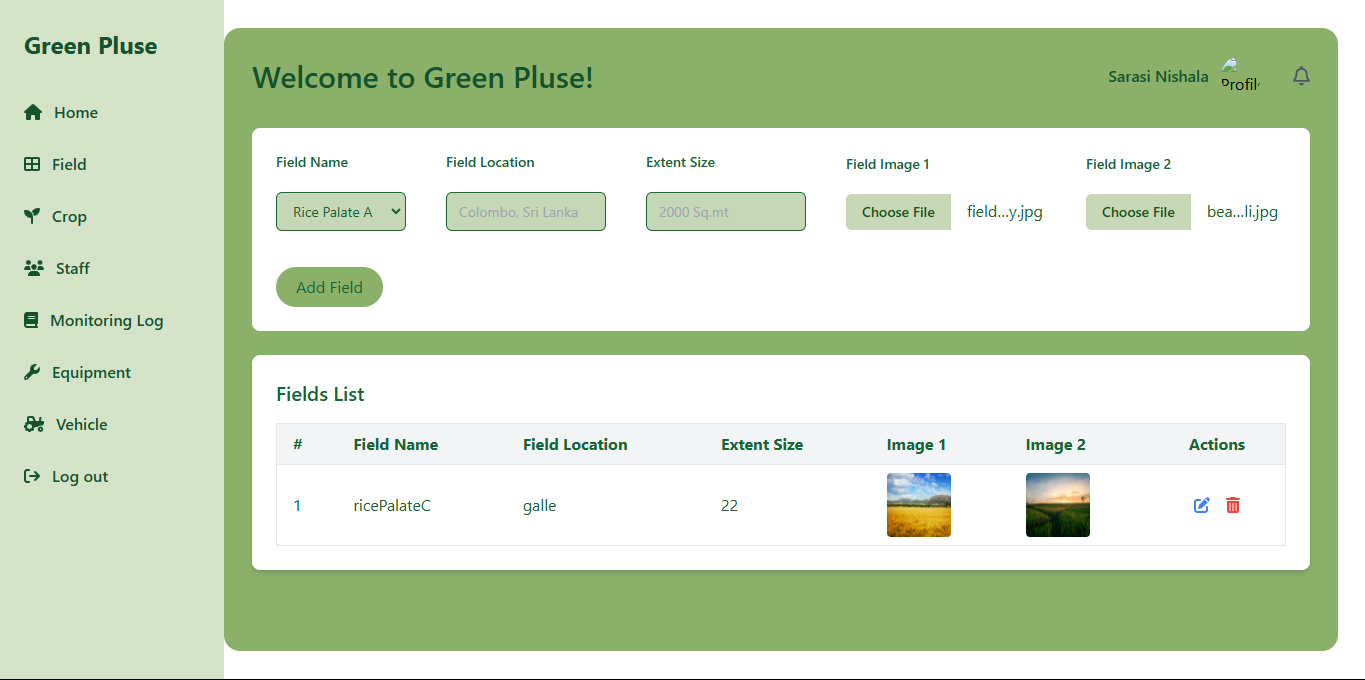 Green Pluse
Home
Field
Crop
Staff
Monitoring Log
Equipment
Vehicle
Log out
Welcome to Green Pluse!
Sarasi Nishala
Profil
Field Name
Field Location
Extent Size
Field Image 1
Field Image 2
Rice Palate A
Colombo, Sri Lanka
2000 Sq.mt
Choose File field...y.jpg
Choose File bea...li.jpg
Add Field
Fields List
# Field Name Field Location Extent Size Image 1 Image 2 Actions
1 ricePalateC galle 22